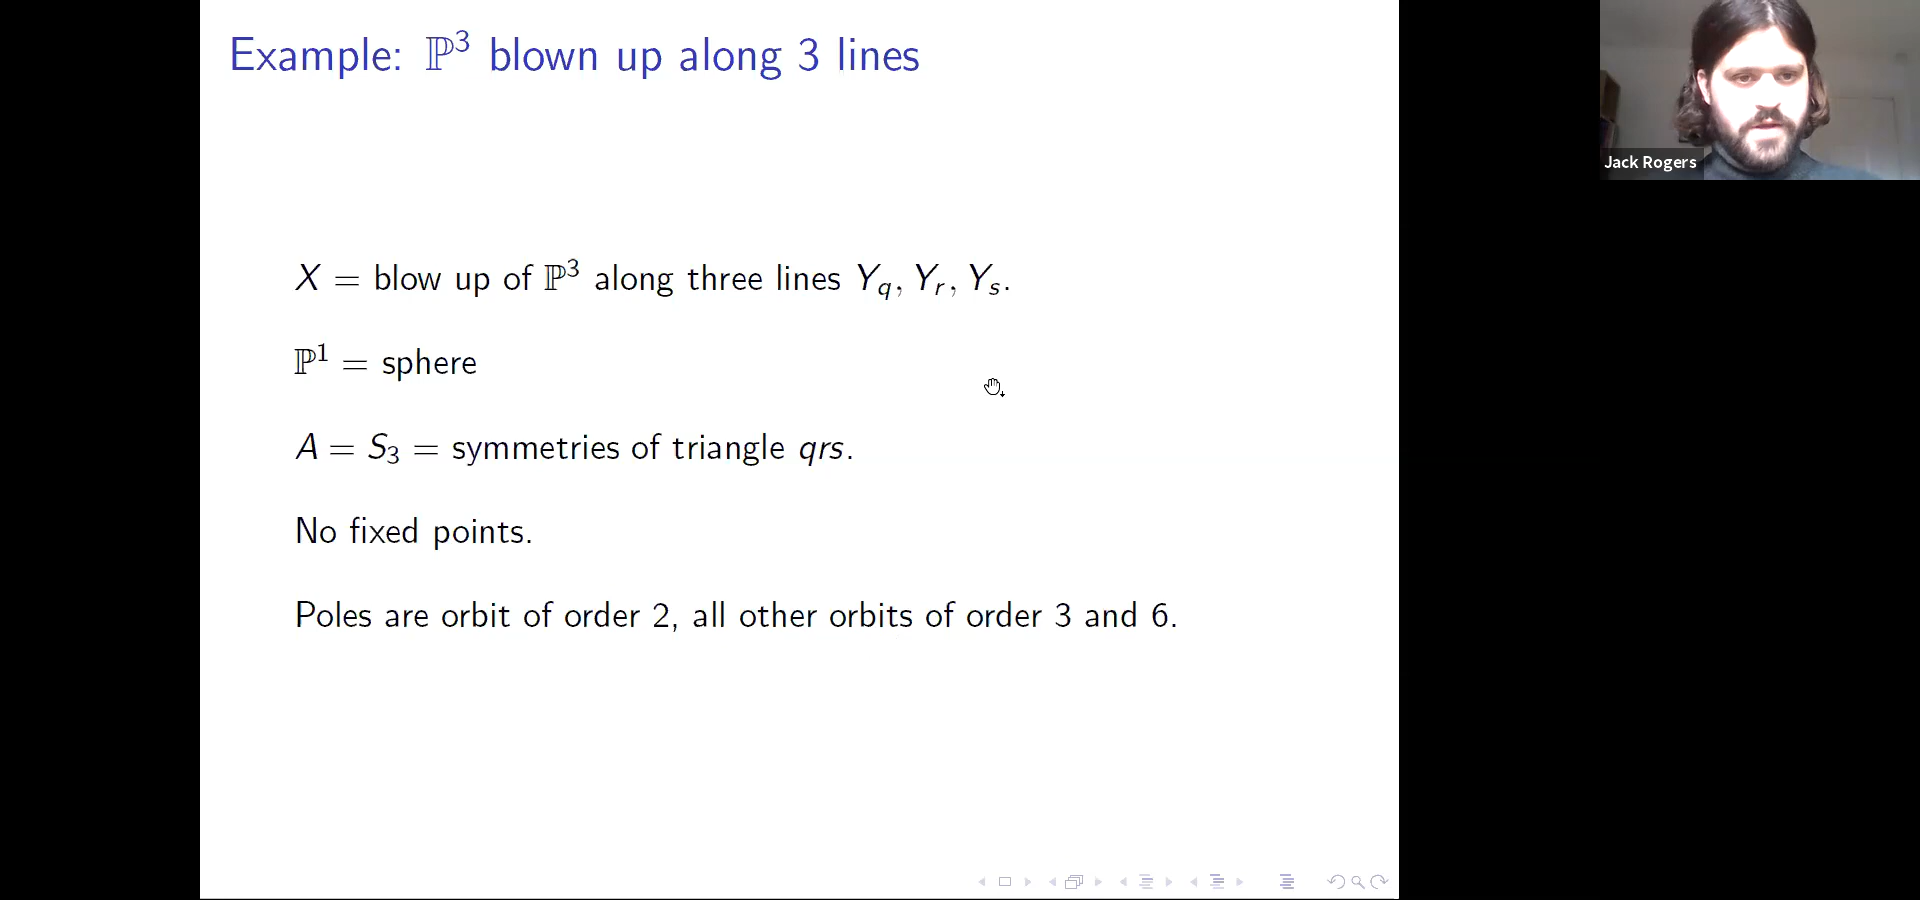 Example: ℙ³ blown up along 3 lines
X = blow up of ℙ³ along three lines Y_q, Y_r, Y_s.
ℙ¹ = sphere
A = S₃ = symmetries of triangle qrs.
No fixed points.
Poles are orbit of order 2, all other orbits of order 3 and 6.
Jack Rogers